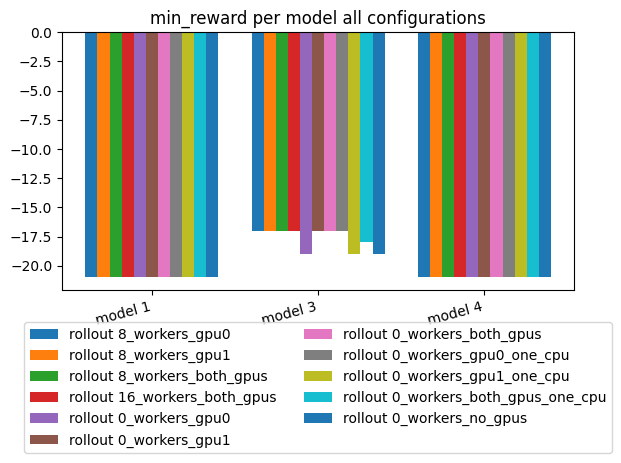 min_reward per model all configurations
0.0
−2.5
−5.0
−7.5
−10.0
−12.5
−15.0
−17.5
−20.0
model 1
model 3
model 4
rollout 8_workers_gpu0
rollout 8_workers_gpu1
rollout 8_workers_both_gpus
rollout 16_workers_both_gpus
rollout 0_workers_gpu0
rollout 0_workers_gpu1
rollout 0_workers_both_gpus
rollout 0_workers_gpu0_one_cpu
rollout 0_workers_gpu1_one_cpu
rollout 0_workers_both_gpus_one_cpu
rollout 0_workers_no_gpus